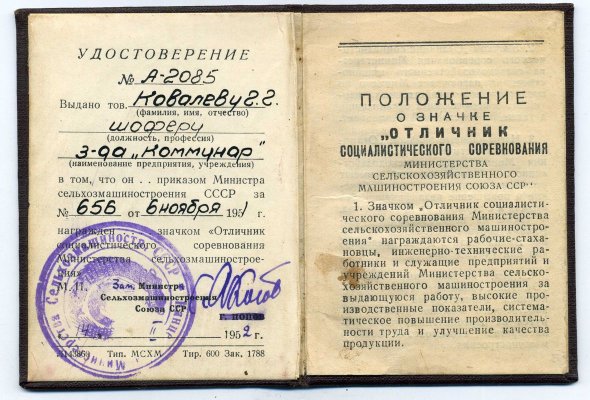 УДОСТОВЕРЕНИЕ
№ А-2085
Выдано тов. Ковалеву Г. Г.
(фамилия, имя, отчество)
шоферу
(должность, профессия)
з-да „Коммунар"
(наименование предприятия, учреждения)
в том, что он . . приказом Министра
сельхозмашиностроения СССР за
№ 656 от 6 ноября 1951 г.
награжден значком «Отличник
социалистического соревнования
Министерства сельхозмашинострое-
ния»
М. П. Зам. Министра
Сельхозмашиностроения
Союза ССР
1952 г.
Тип. МСХМ Тир. 600 Зак. 1788
ПОЛОЖЕНИЕ
О ЗНАЧКЕ
„ОТЛИЧНИК
СОЦИАЛИСТИЧЕСКОГО СОРЕВНОВАНИЯ
МИНИСТЕРСТВА
СЕЛЬСКОХОЗЯЙСТВЕННОГО
МАШИНОСТРОЕНИЯ СОЮЗА ССР"
1. Значком "Отличник социалисти-
ческого соревнования Министерства
сельскохозяйственного машинострое-
ния" награждаются рабочие-стаха-
новцы, инженерно-технические ра-
ботники и служащие предприятий и
учреждений Министерства сельско-
хозяйственного машиностроения за
выдающуюся работу, высокие про-
изводственные показатели, система-
тическое повышение производитель-
ности труда и улучшение качества
продукции.